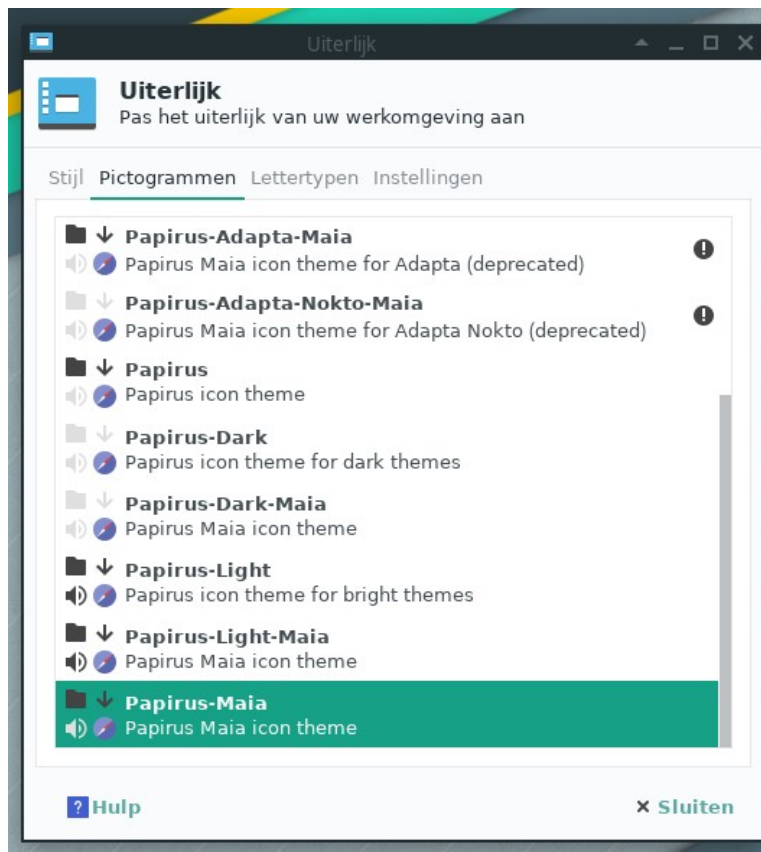 Uiterlijk
Uiterlijk
Pas het uiterlijk van uw werkomgeving aan
Stijl Pictogrammen Lettertypen Instellingen
Papirus-Adapta-Maia
Papirus Maia icon theme for Adapta (deprecated)
Papirus-Adapta-Nokto-Maia
Papirus Maia icon theme for Adapta Nokto (deprecated)
Papirus
Papirus icon theme
Papirus-Dark
Papirus icon theme for dark themes
Papirus-Dark-Maia
Papirus Maia icon theme
Papirus-Light
Papirus icon theme for bright themes
Papirus-Light-Maia
Papirus Maia icon theme
Papirus-Maia
Papirus Maia icon theme
? Hulp × Sluiten